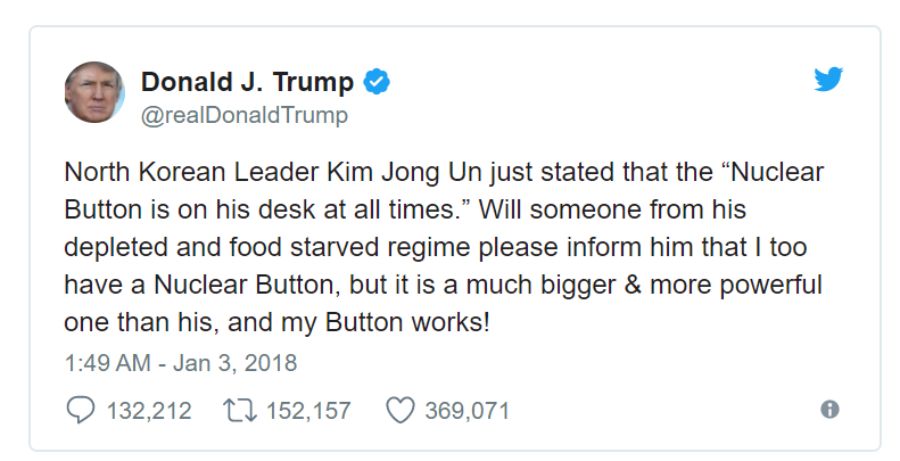 Donald J. Trump
@realDonaldTrump
North Korean Leader Kim Jong Un just stated that the “Nuclear
Button is on his desk at all times.” Will someone from his
depleted and food starved regime please inform him that I too
have a Nuclear Button, but it is a much bigger & more powerful
one than his, and my Button works!
1:49 AM - Jan 3, 2018
132,212 152,157 369,071